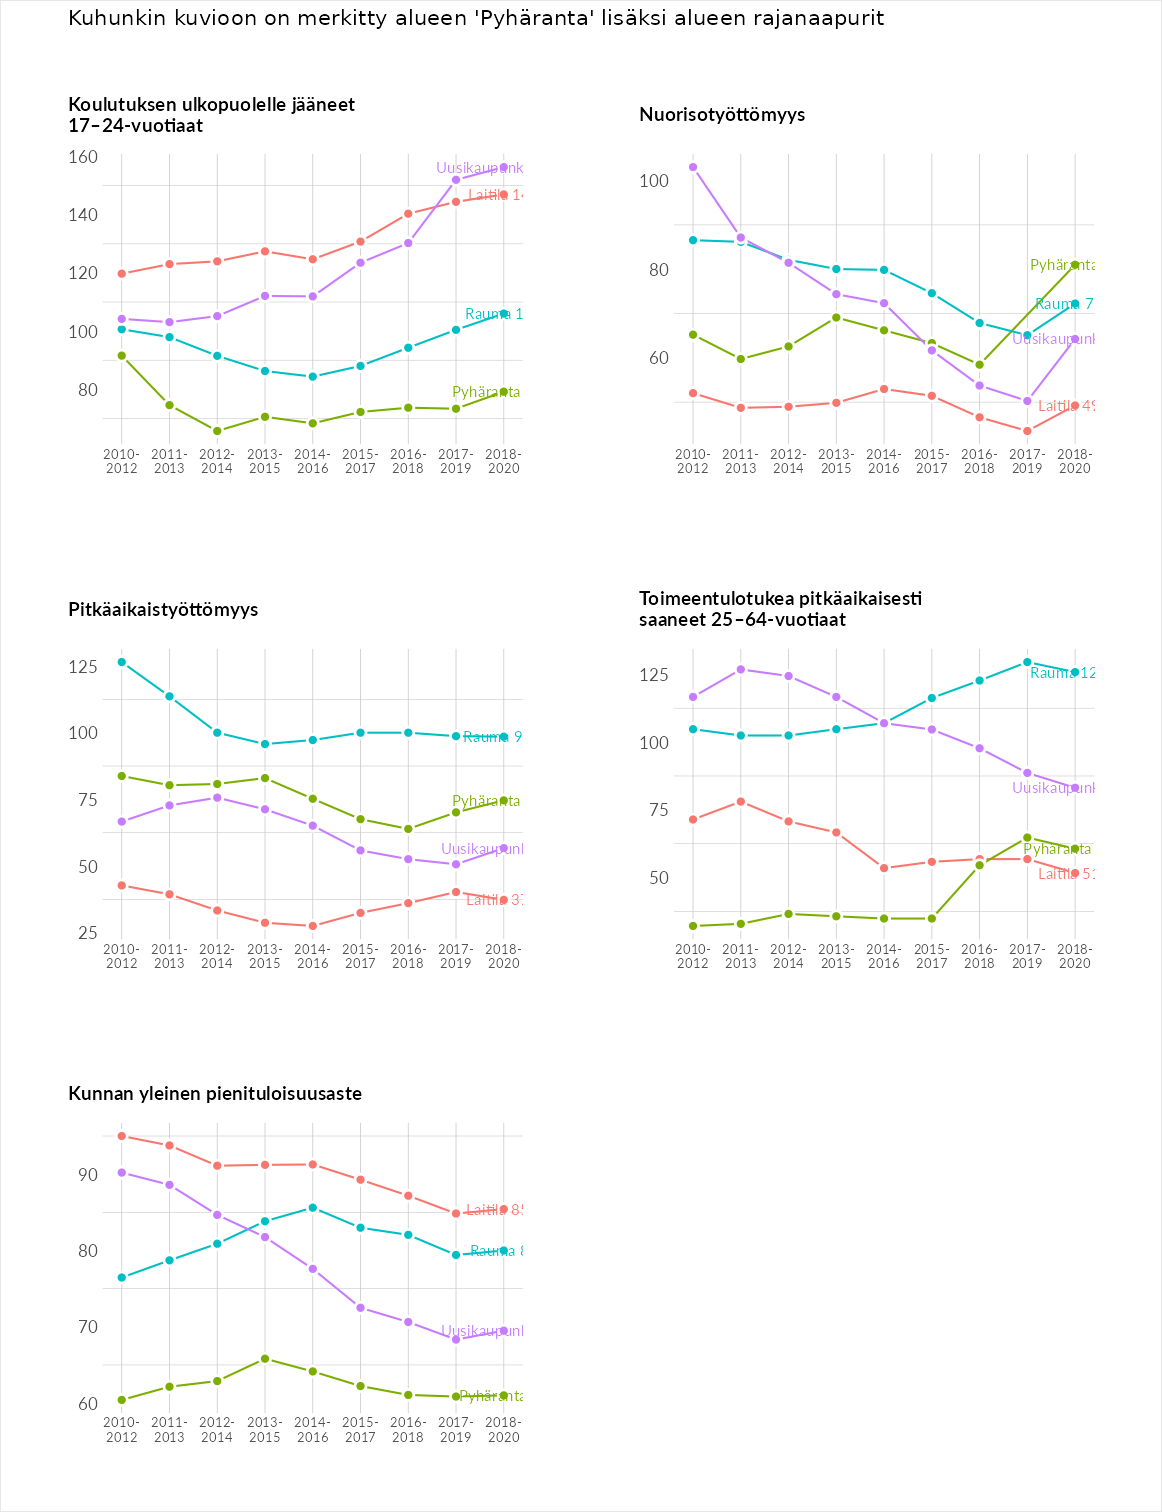 Kuhunkin kuvioon on merkitty alueen 'Pyhäranta' lisäksi alueen rajanaapurit
Koulutuksen ulkopuolelle jääneet
17–24-vuotiaat
160
140
120
100
80
Uusikaupunk
Laitila 14
Rauma 1
Pyhäranta
2010- 2011- 2012- 2013- 2014- 2015- 2016- 2017- 2018-
2012 2013 2014 2015 2016 2017 2018 2019 2020
Nuorisotyöttömyys
100
80
60
Pyhäranta
Rauma 7
Uusikaupunk
Laitila 49
2010- 2011- 2012- 2013- 2014- 2015- 2016- 2017- 2018-
2012 2013 2014 2015 2016 2017 2018 2019 2020
Pitkäaikaistyöttömyys
125
100
75
50
25
Rauma 9
Pyhäranta
Uusikaupunk
Laitila 37
2010- 2011- 2012- 2013- 2014- 2015- 2016- 2017- 2018-
2012 2013 2014 2015 2016 2017 2018 2019 2020
Toimeentulotukea pitkäaikaisesti
saaneet 25–64-vuotiaat
125
100
75
50
Rauma 12
Uusikaupunk
Pyhäranta
Laitila 51
2010- 2011- 2012- 2013- 2014- 2015- 2016- 2017- 2018-
2012 2013 2014 2015 2016 2017 2018 2019 2020
Kunnan yleinen pienituloisuusaste
90
80
70
60
Laitila 85
Rauma 8
Uusikaupunk
Pyhäranta
2010- 2011- 2012- 2013- 2014- 2015- 2016- 2017- 2018-
2012 2013 2014 2015 2016 2017 2018 2019 2020